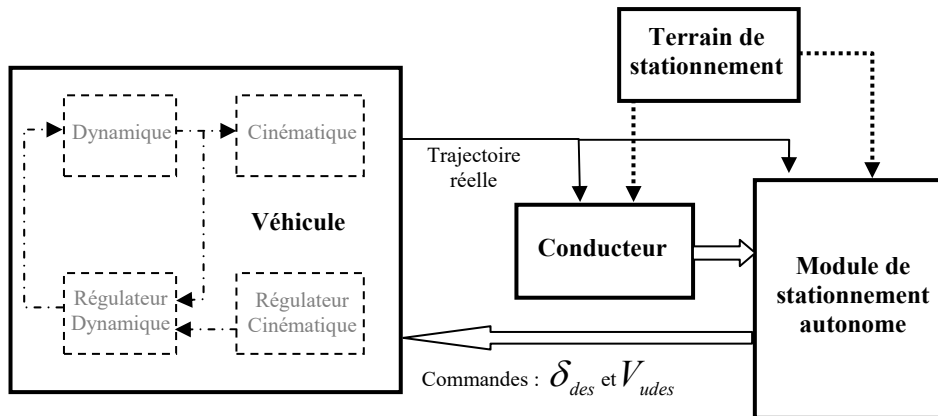 Terrain de
stationnement
Dynamique
Cinématique
Trajectoire
réelle
Véhicule
Conducteur
Régulateur
Dynamique
Régulateur
Cinématique
Module de
stationnement
autonome
Commandes : δdes et Vudes